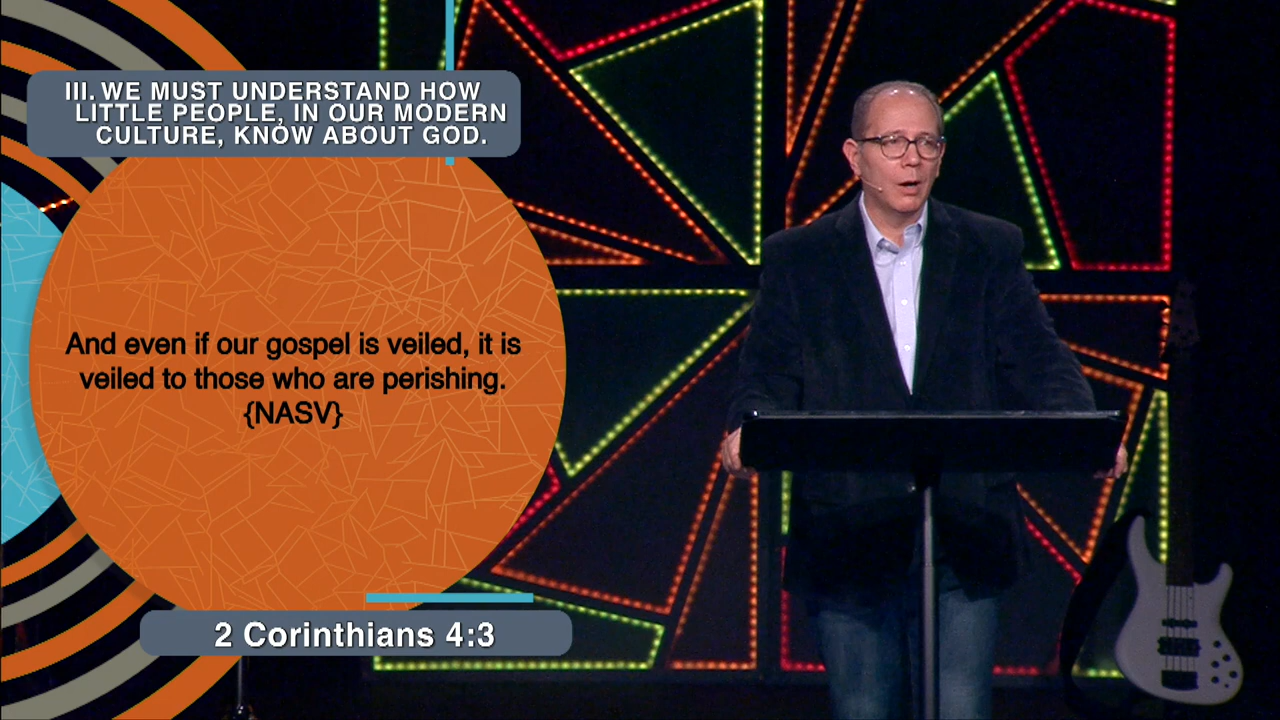 III. WE MUST UNDERSTAND HOW
LITTLE PEOPLE, IN OUR MODERN
CULTURE, KNOW ABOUT GOD.
And even if our gospel is veiled, it is
veiled to those who are perishing.
{NASV}
2 Corinthians 4:3